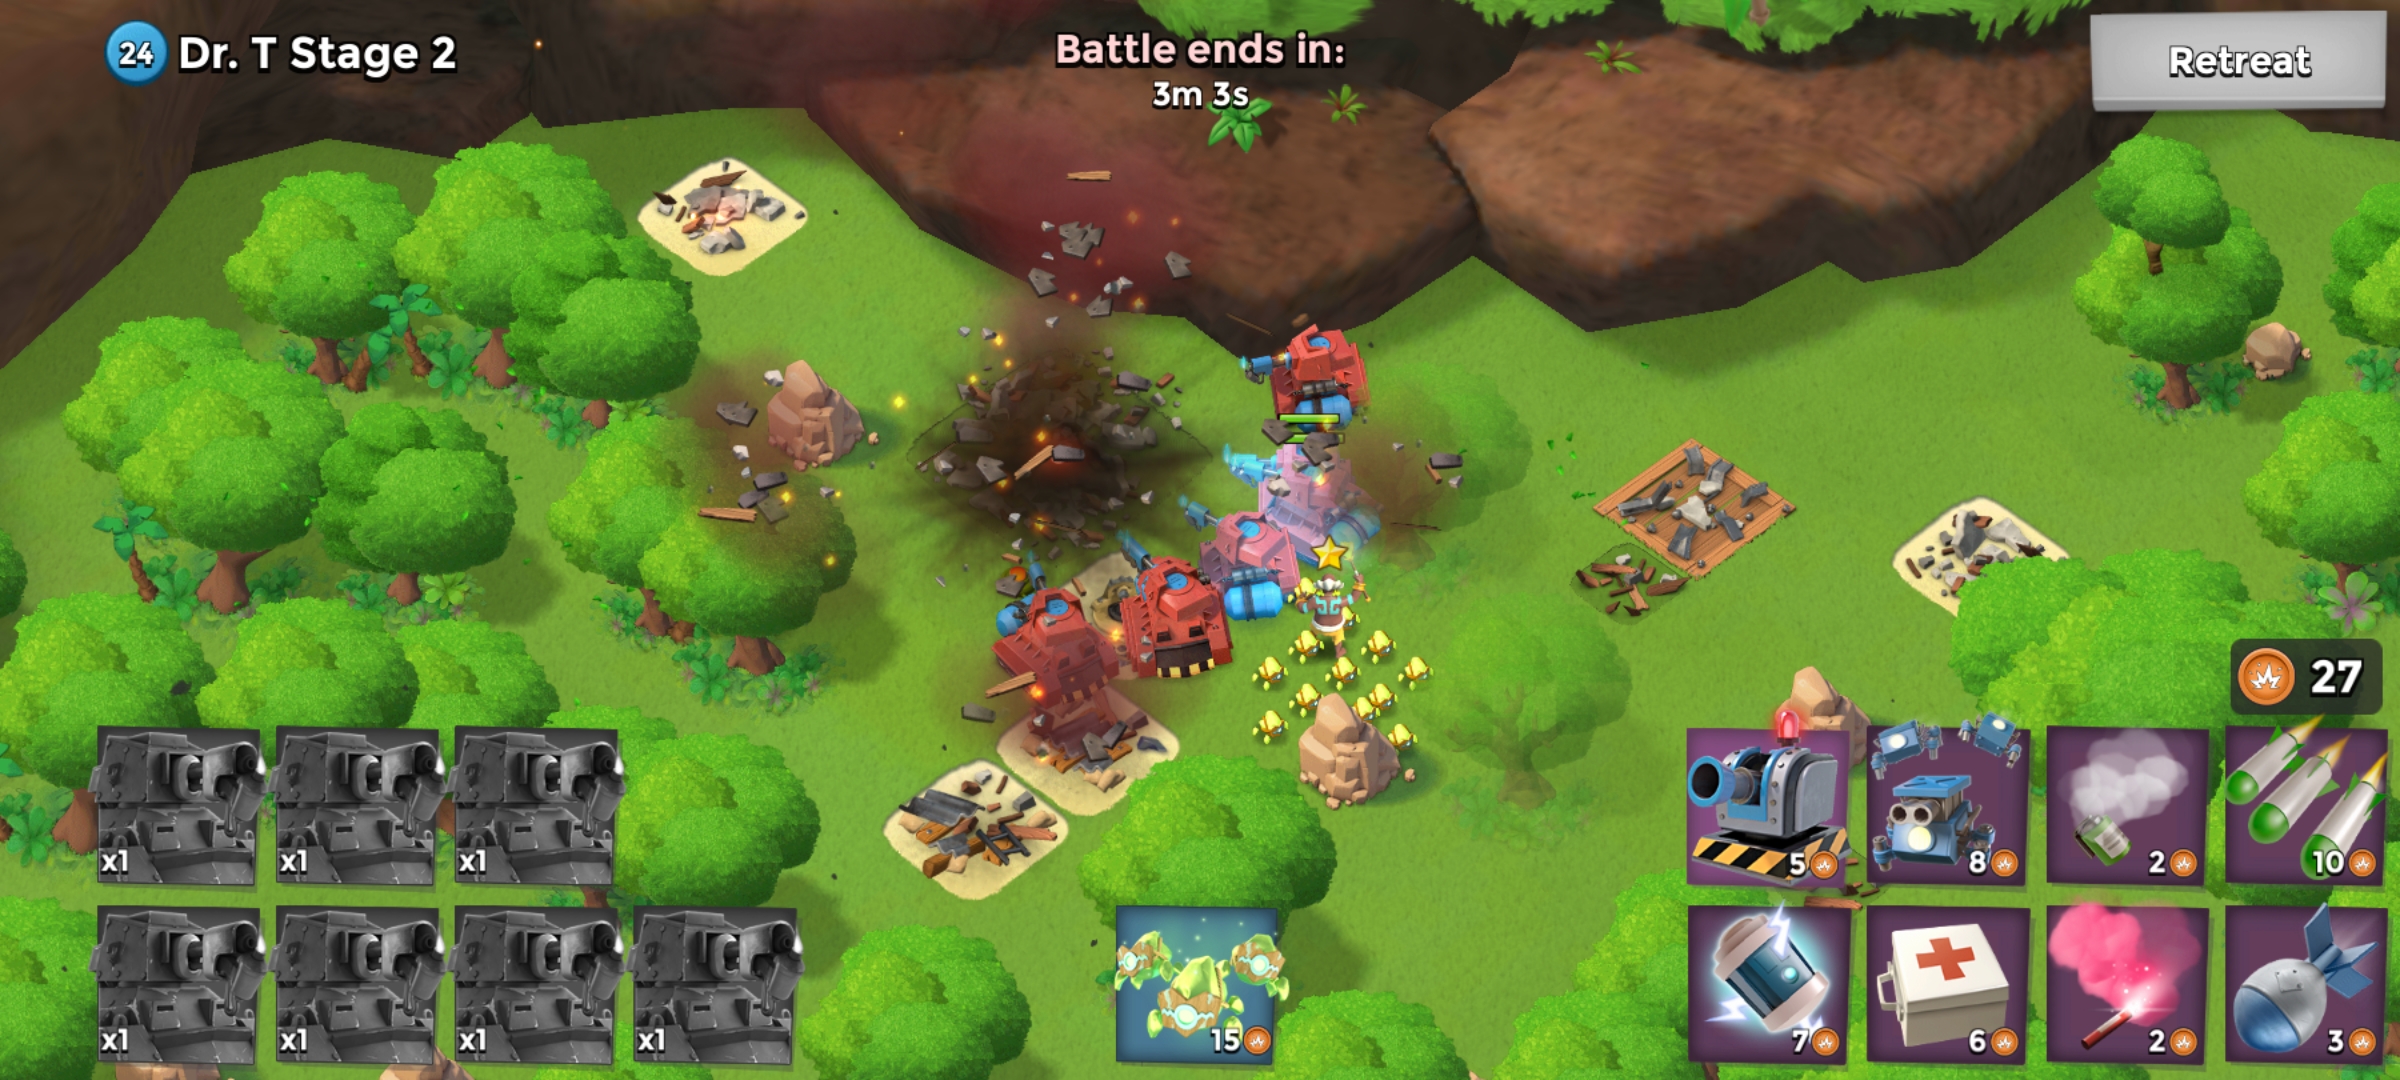 24 Dr. T Stage 2
Battle ends in:
3m 3s
Retreat
27
x1 x1 x1
5 8 2 10
x1 x1 x1 x1
15
7 6 2 3